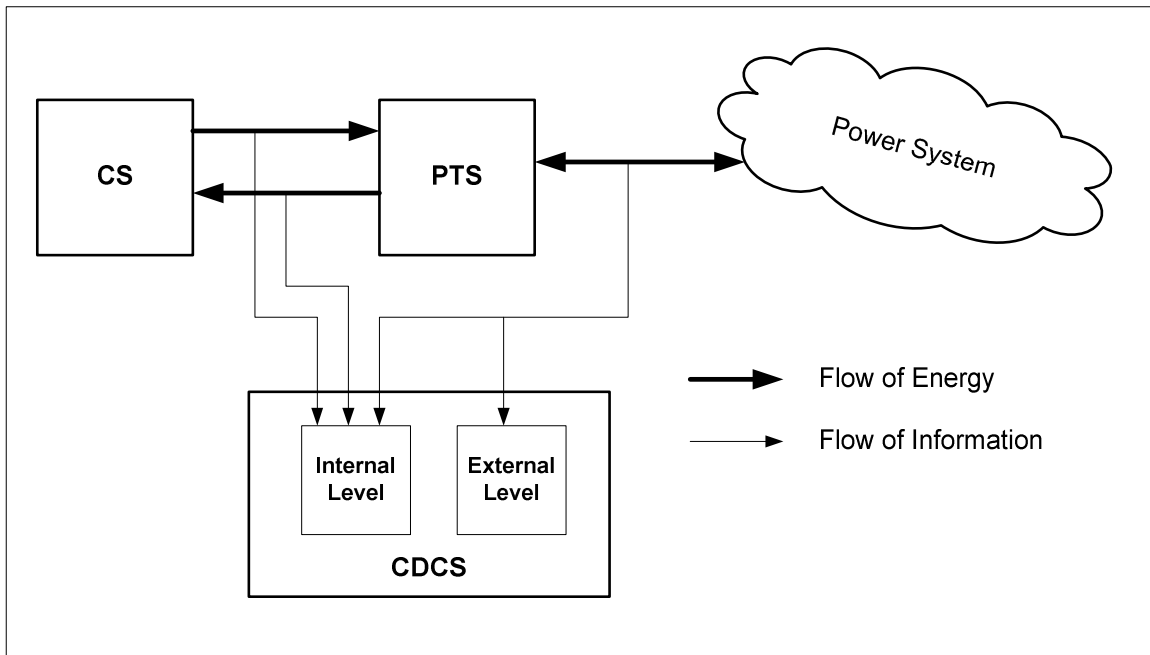 CS
PTS
Power System
Flow of Energy
Flow of Information
Internal
Level
External
Level
CDCS